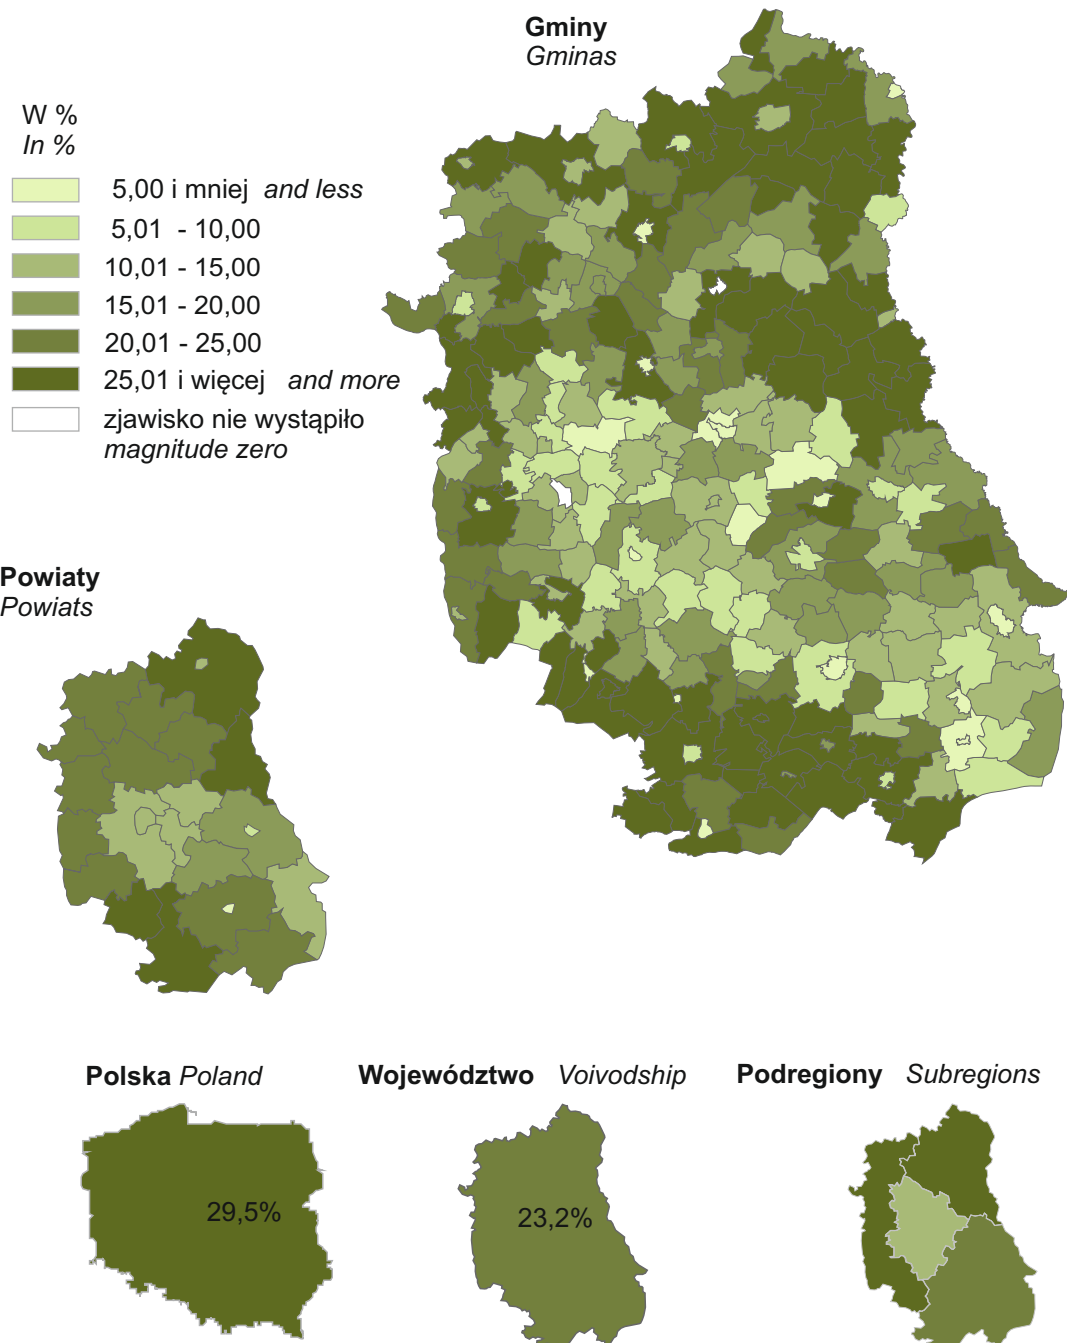 Gminy
Gminas
W %
In %
5,00 i mniej and less
5,01 - 10,00
10,01 - 15,00
15,01 - 20,00
20,01 - 25,00
25,01 i więcej and more
zjawisko nie wystąpiło
magnitude zero
Powiaty
Powiats
Polska Poland
Województwo Voivodship
Podregiony Subregions
29,5%
23,2%